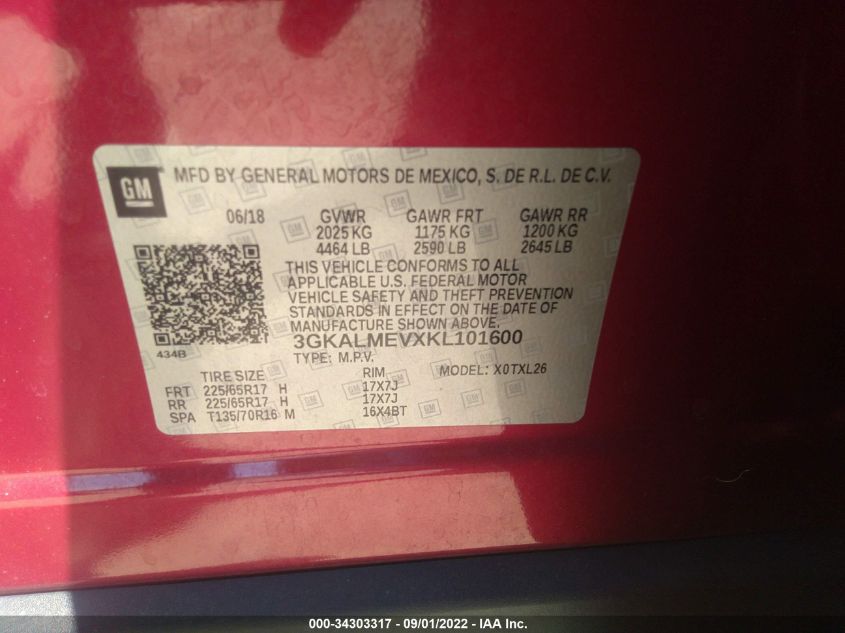 GM MFD BY GENERAL MOTORS DE MEXICO, S. DE R.L. DE C.V.
06/18 GVWR GAWR FRT GAWR RR
2025 KG 1175 KG 1200 KG
4464 LB 2590 LB 2645 LB
THIS VEHICLE CONFORMS TO ALL
APPLICABLE U.S. FEDERAL MOTOR
VEHICLE SAFETY AND THEFT PREVENTION
STANDARDS IN EFFECT ON THE DATE OF
MANUFACTURE SHOWN ABOVE.
434B 3GKALMEVXKL101600
TYPE: M.P.V. MODEL: X0TXL26
TIRE SIZE RIM
FRT 225/65R17 H 17X7J
RR 225/65R17 H 17X7J
SPA T135/70R16 M 16X4BT
000-34303317 - 09/01/2022 - IAA Inc.